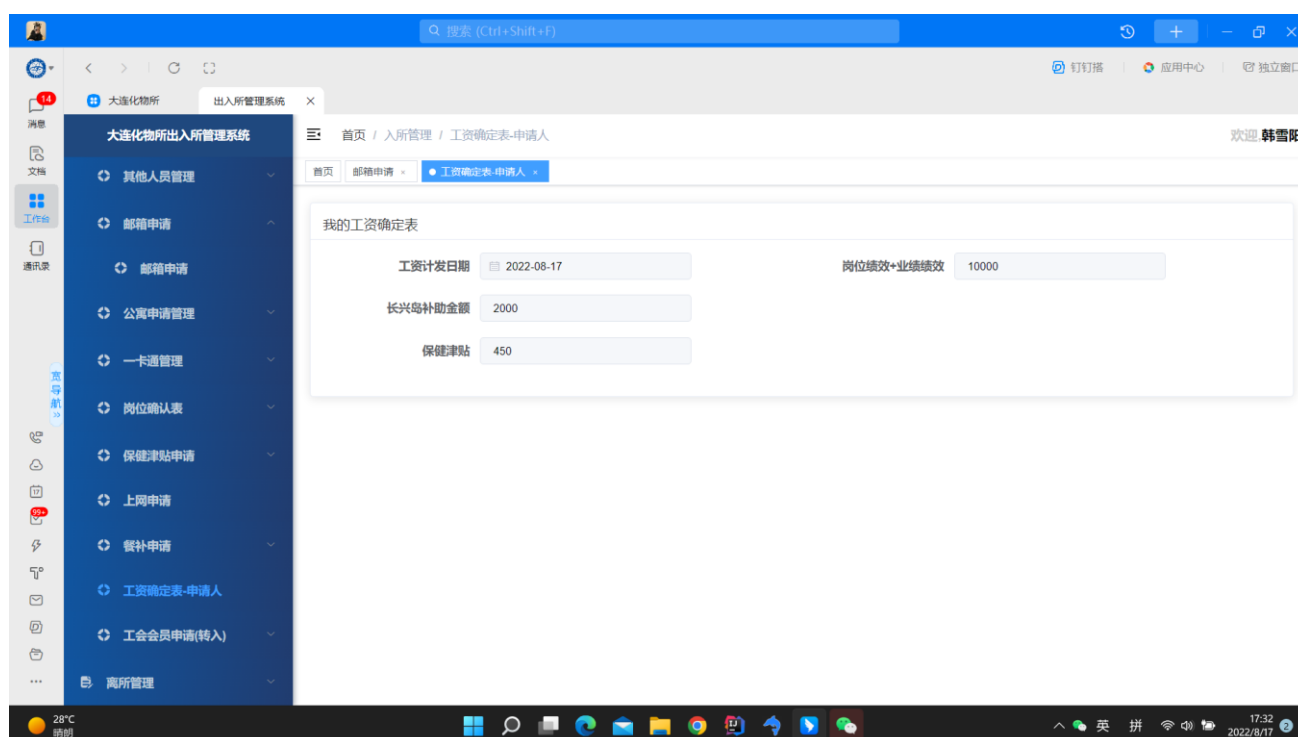 搜索 (Ctrl+Shift+F)
钉钉搭
应用中心
独立窗口
14
消息
大连化物所
出入所管理系统
文档
工作台
通讯录
宽导航
17
99+
大连化物所出入所管理系统
首页 / 入所管理 / 工资确定表-申请人
欢迎,韩雪阳
首页
邮箱申请
工资确定表-申请人
其他人员管理
邮箱申请
邮箱申请
公寓申请管理
一卡通管理
岗位确认表
保健津贴申请
上网申请
餐补申请
工资确定表-申请人
工会会员申请(转入)
离所管理
我的工资确定表
工资计发日期 2022-08-17
岗位绩效+业绩绩效 10000
长兴岛补助金额 2000
保健津贴 450
28°C
晴朗
英
拼
17:32
2022/8/17
2